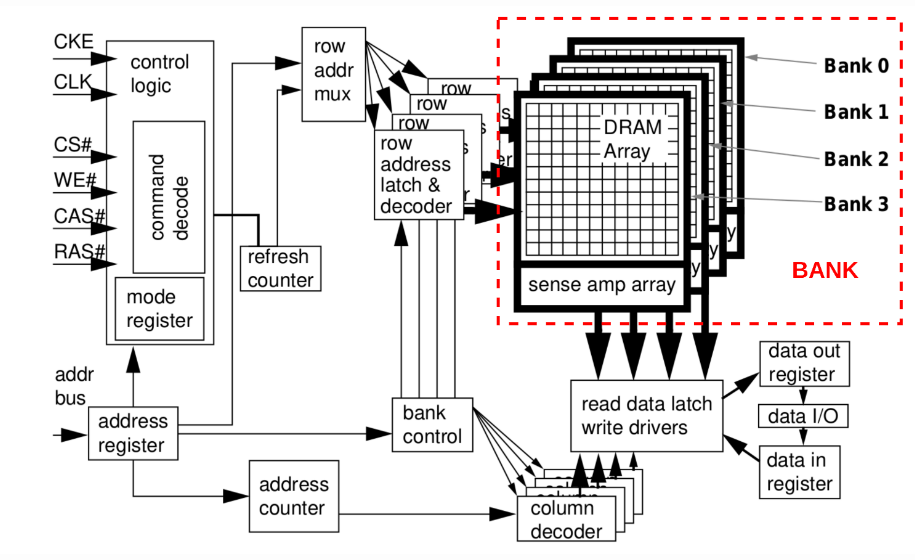 CKE
CLK
CS#
WE#
CAS#
RAS#
control
logic
command
decode
mode
register
addr
bus
address
register
refresh
counter
row
addr
mux
row
row
row
row
address
latch &
decoder
DRAM
Array
sense amp array
Bank 0
Bank 1
Bank 2
Bank 3
BANK
bank
control
address
counter
column
decoder
read data latch
write drivers
data out
register
data I/O
data in
register